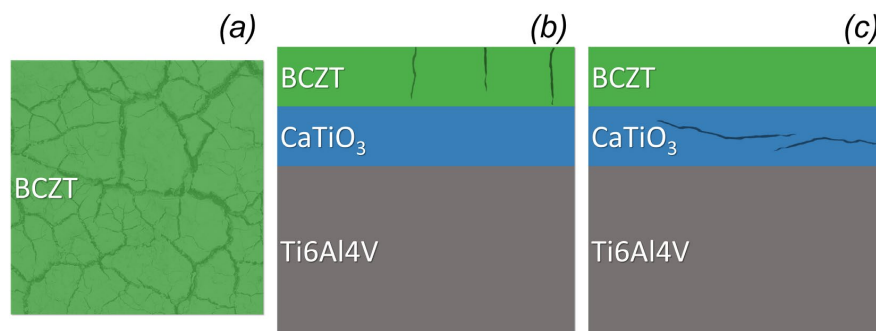 (a)
BCZT
(b)
BCZT
CaTiO₃
Ti6Al4V
(c)
BCZT
CaTiO₃
Ti6Al4V